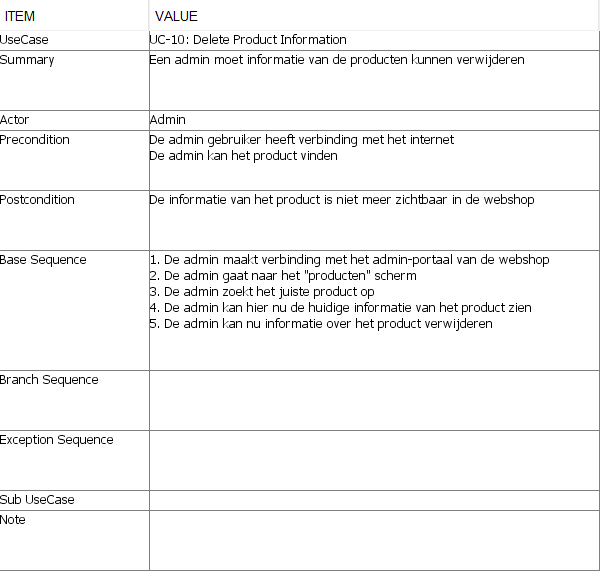 ITEM VALUE
UseCase UC-10: Delete Product Information
Summary Een admin moet informatie van de producten kunnen verwijderen
Actor Admin
Precondition De admin gebruiker heeft verbinding met het internet
De admin kan het product vinden
Postcondition De informatie van het product is niet meer zichtbaar in de webshop
Base Sequence 1. De admin maakt verbinding met het admin-portaal van de webshop
2. De admin gaat naar het "producten" scherm
3. De admin zoekt het juiste product op
4. De admin kan hier nu de huidige informatie van het product zien
5. De admin kan nu informatie over het product verwijderen
Branch Sequence
Exception Sequence
Sub UseCase
Note